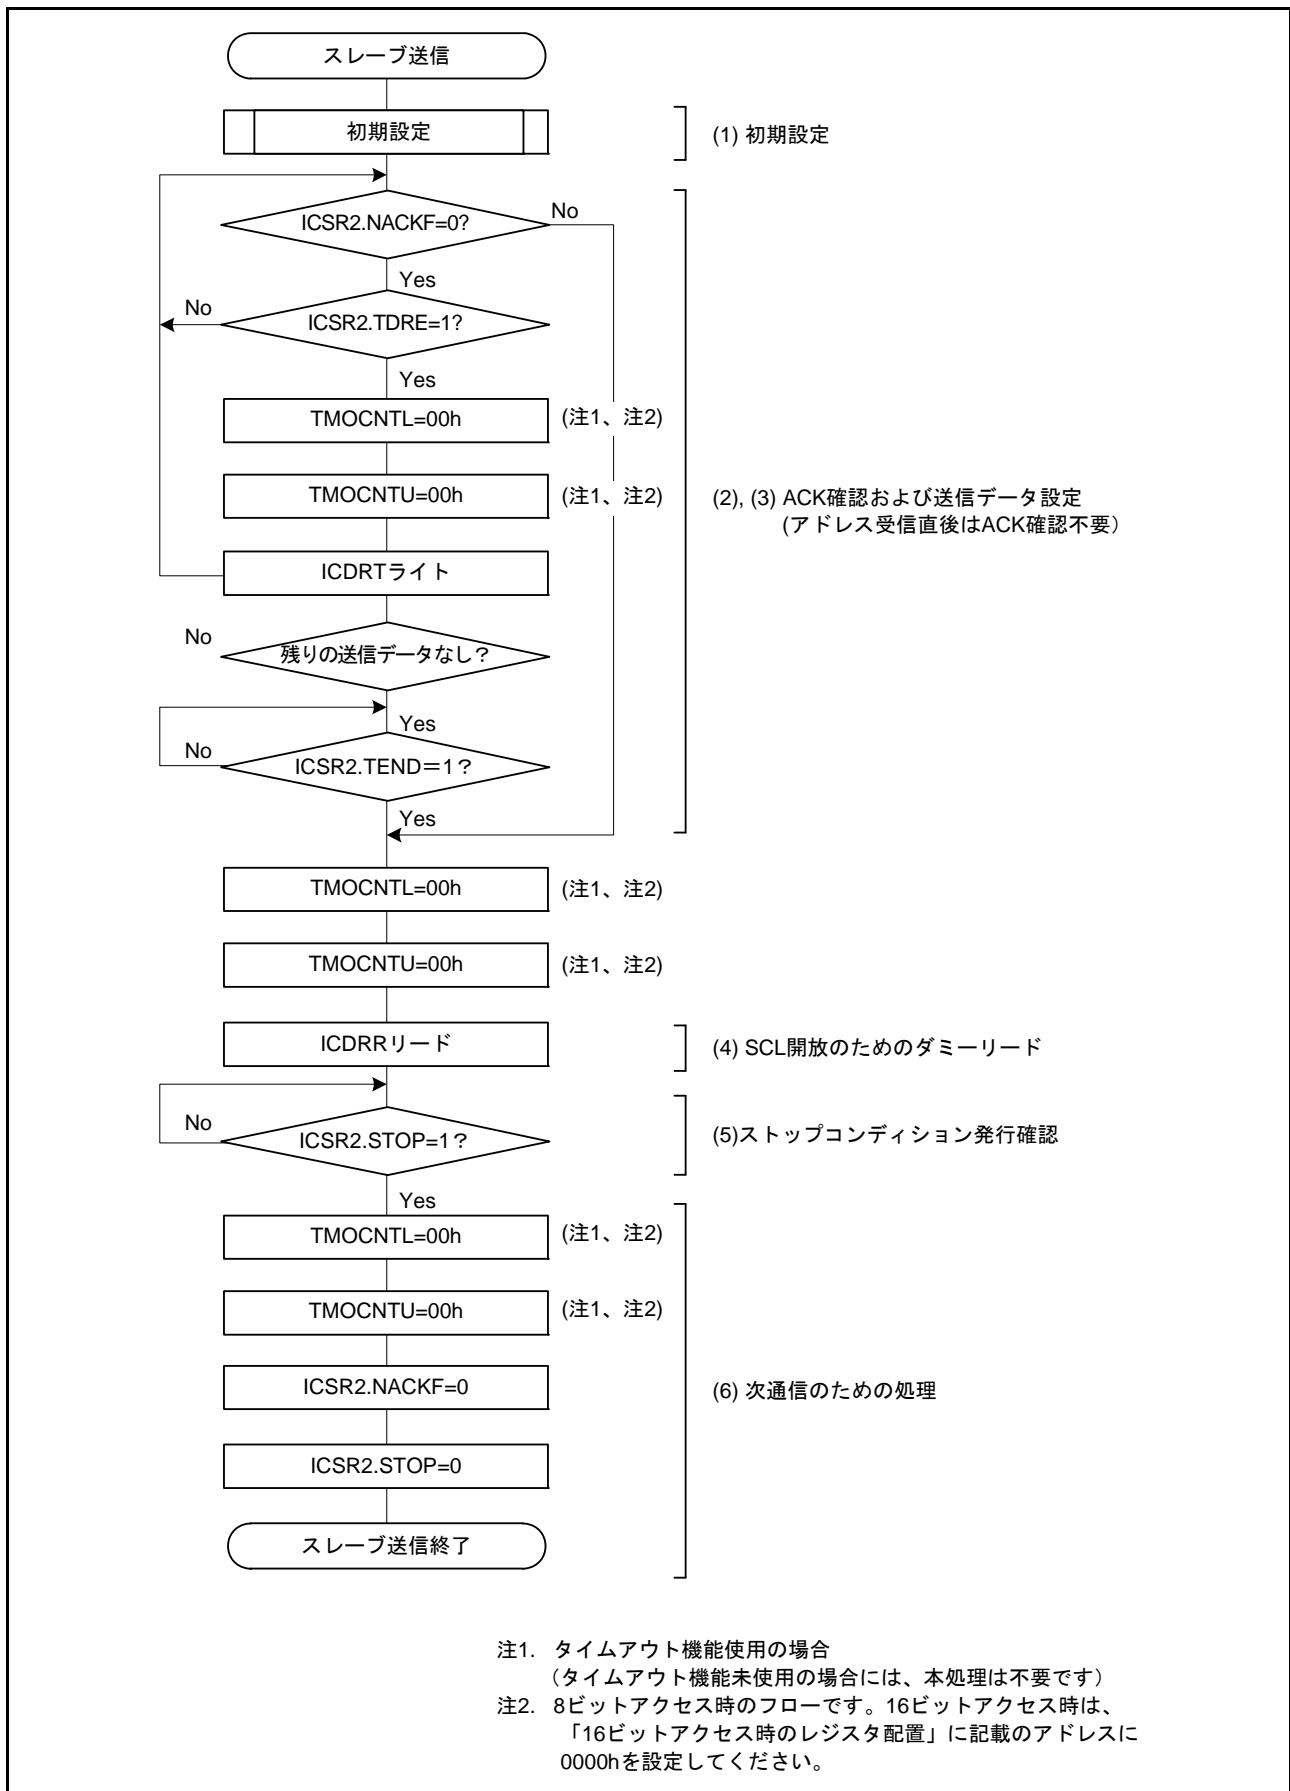 スレーブ送信
初期設定
(1) 初期設定
ICSR2.NACKF=0?
No
Yes
No
ICSR2.TDRE=1?
Yes
TMOCNTL=00h
(注1、注2)
TMOCNTU=00h
(注1、注2)
(2), (3) ACK確認および送信データ設定
(アドレス受信直後はACK確認不要）
ICDRTライト
No
残りの送信データなし？
Yes
No
ICSR2.TEND＝1？
Yes
TMOCNTL=00h
(注1、注2)
TMOCNTU=00h
(注1、注2)
ICDRRリード
(4) SCL開放のためのダミーリード
No
ICSR2.STOP=1？
(5)ストップコンディション発行確認
Yes
TMOCNTL=00h
(注1、注2)
TMOCNTU=00h
(注1、注2)
ICSR2.NACKF=0
(6) 次通信のための処理
ICSR2.STOP=0
スレーブ送信終了
注1. タイムアウト機能使用の場合
（タイムアウト機能未使用の場合には、本処理は不要です）
注2. 8ビットアクセス時のフローです。16ビットアクセス時は、
「16ビットアクセス時のレジスタ配置」に記載のアドレスに
0000hを設定してください。